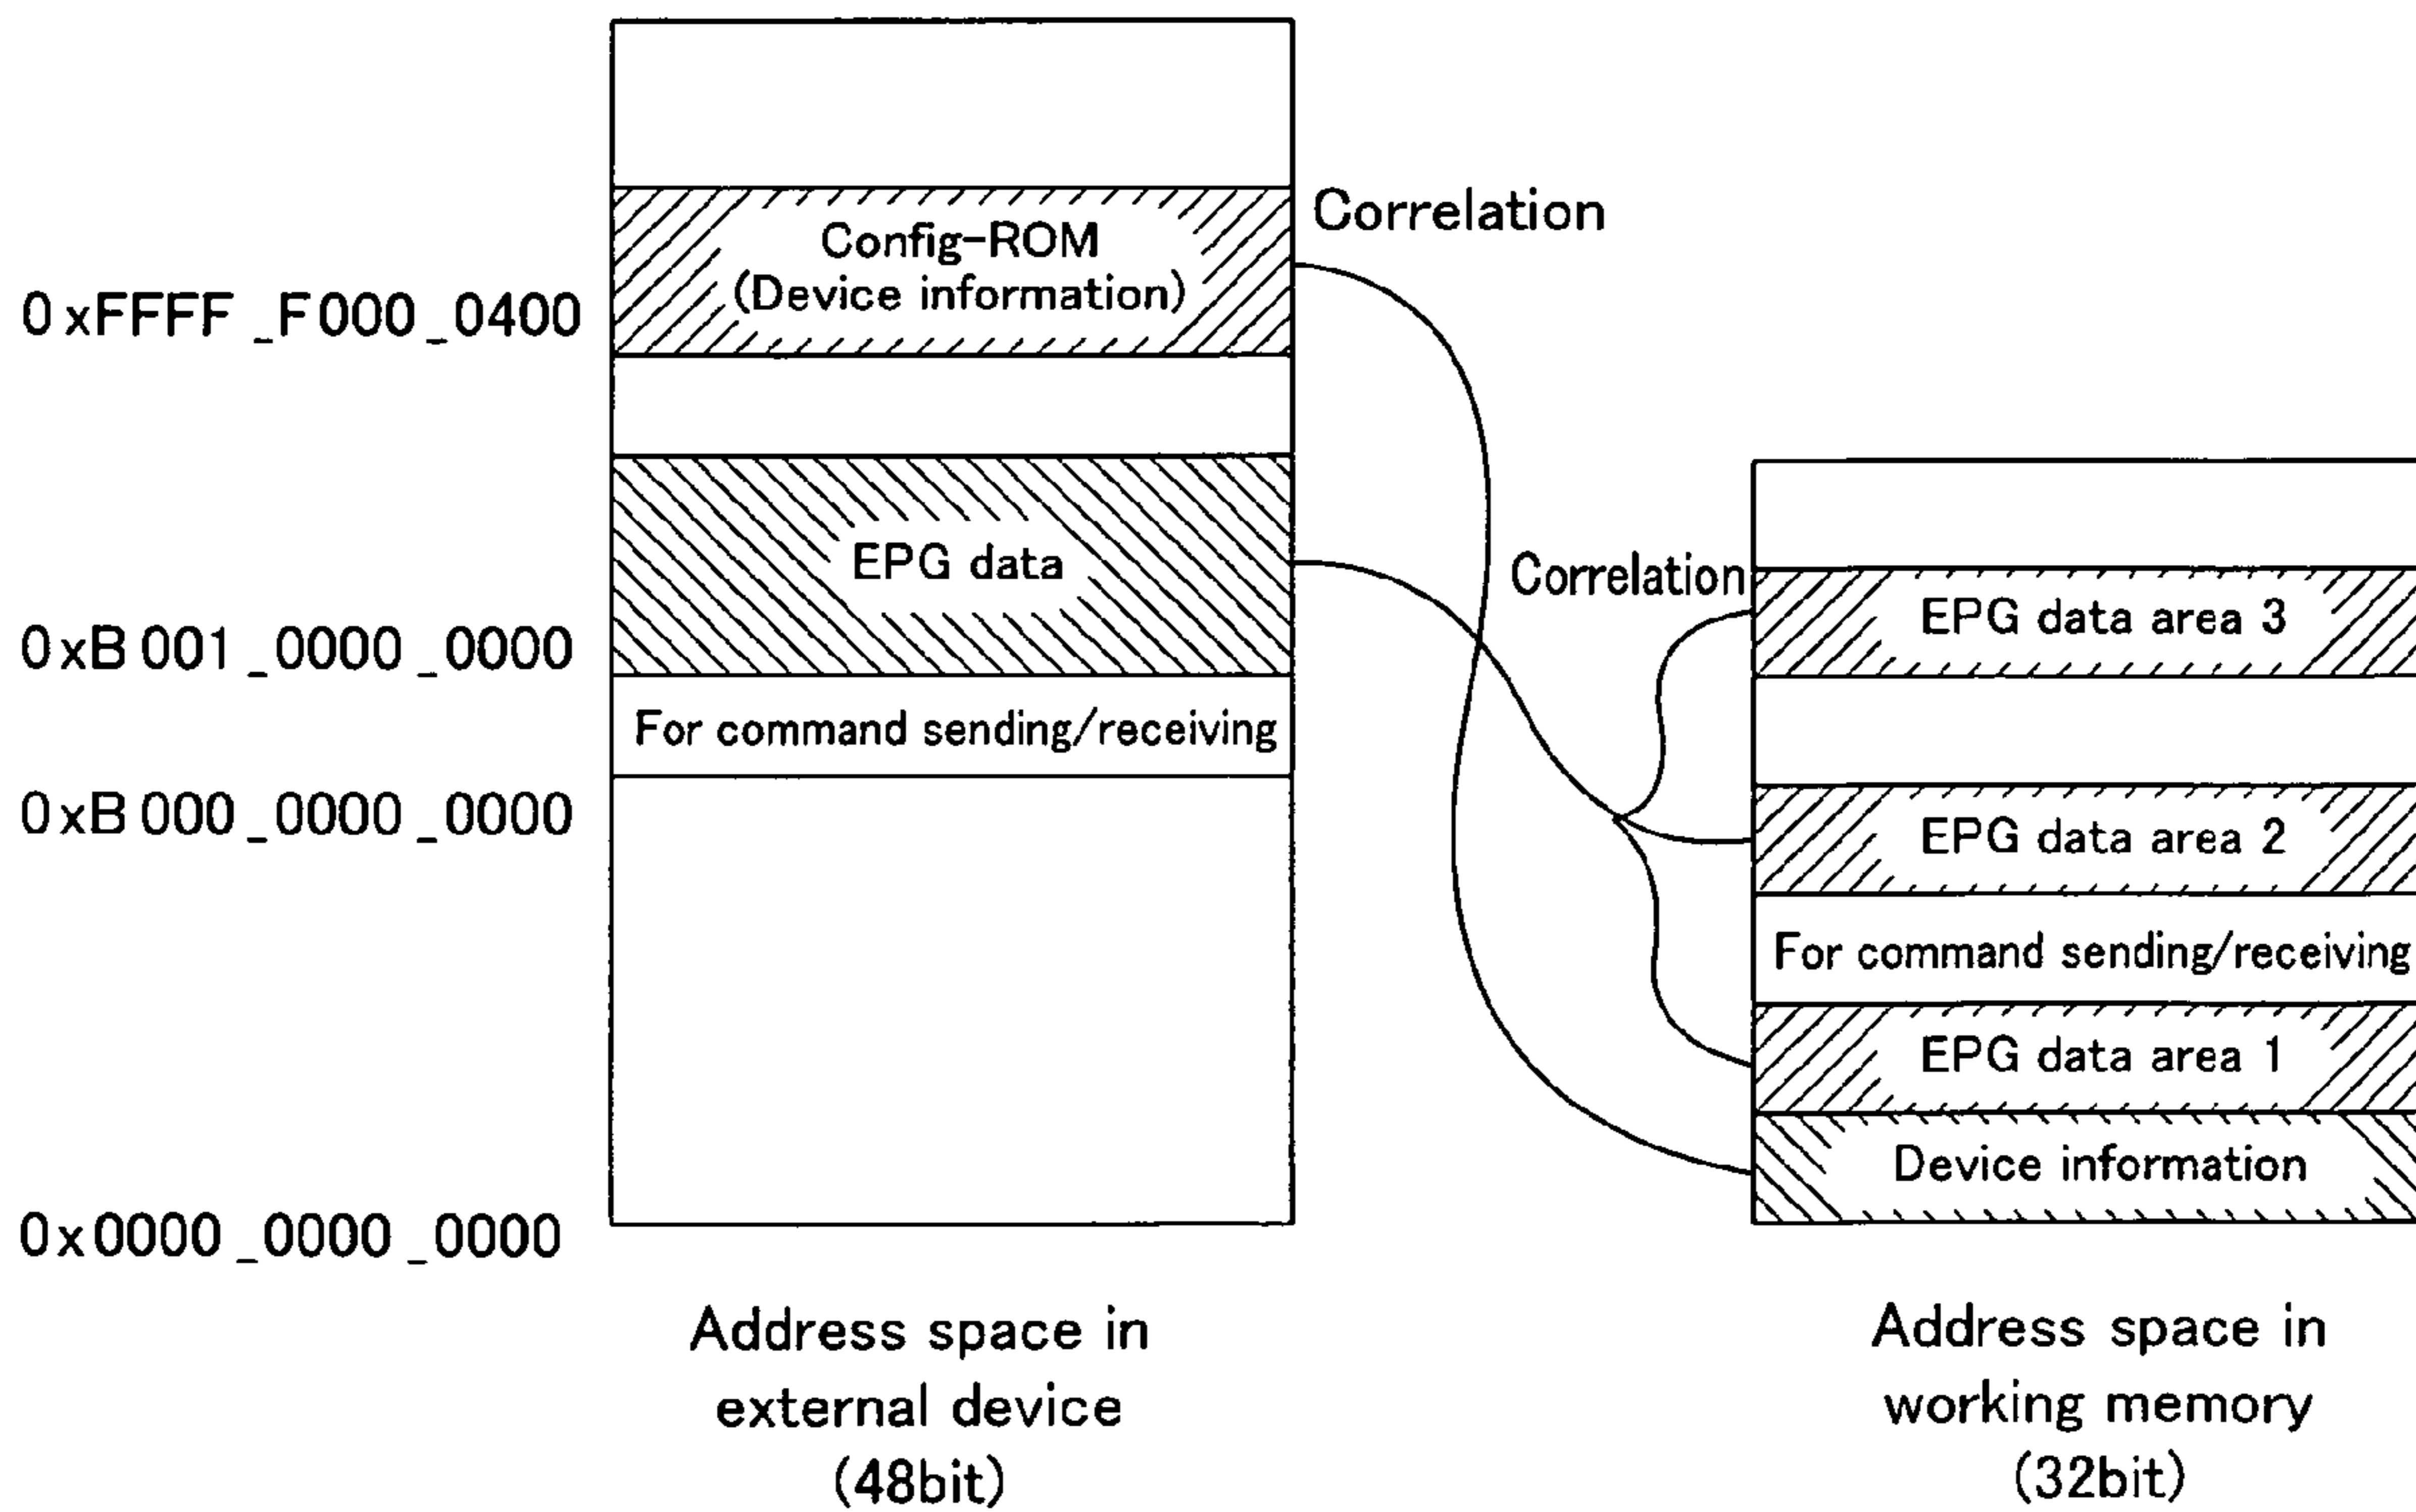 Config-ROM
(Device information)
0xFFFF_F000_0400
Correlation
EPG data
0xB001_0000_0000
For command sending/receiving
0xB000_0000_0000
0x0000_0000_0000
Address space in
external device
(48bit)
Correlation
EPG data area 3
EPG data area 2
For command sending/receiving
EPG data area 1
Device information
Address space in
working memory
(32bit)